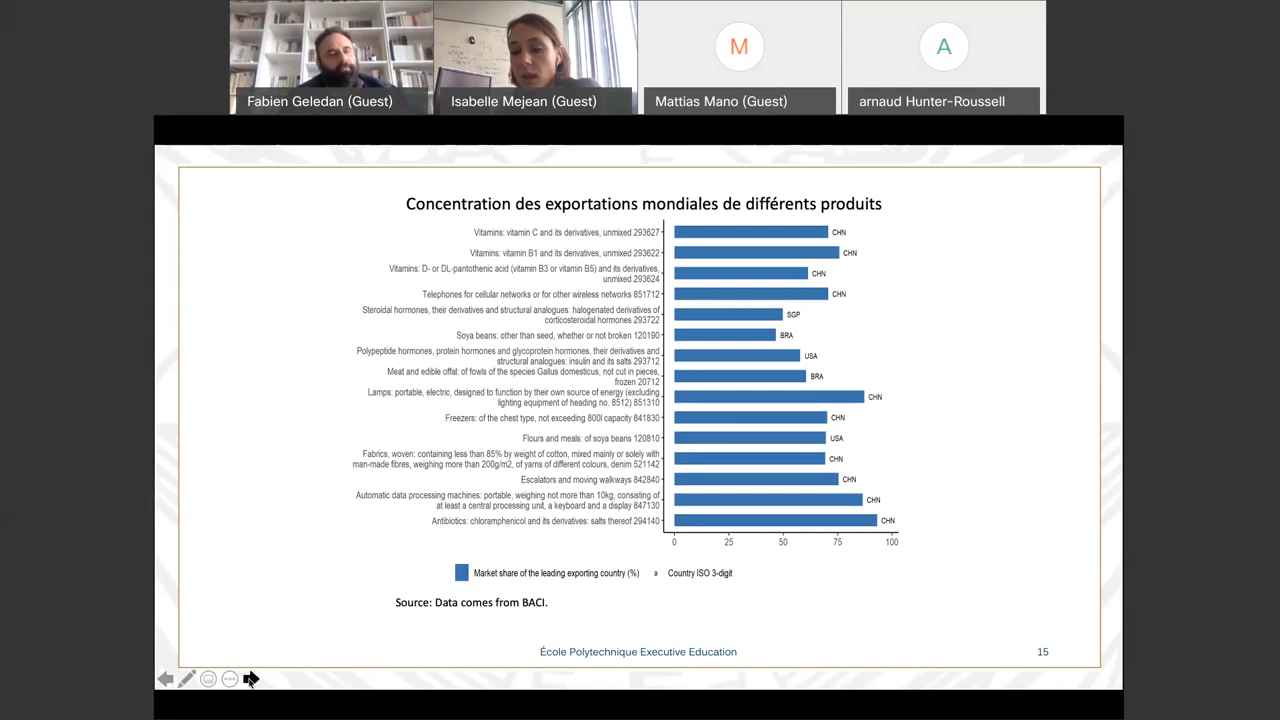 Fabien Geledan (Guest)
Isabelle Mejean (Guest)
M
Mattias Mano (Guest)
A
arnaud Hunter-Roussell
Concentration des exportations mondiales de différents produits
Vitamins: vitamin C and its derivatives, unmixed 293627
CHN
Vitamins: vitamin B1 and its derivatives, unmixed 293622
CHN
Vitamins: D- or DL-pantothenic acid (vitamin B3 or vitamin B5) and its derivatives,
unmixed 293624
CHN
Telephones for cellular networks or for other wireless networks 851712
CHN
Steroidal hormones, their derivatives and structural analogues: halogenated derivatives of
corticosteroidal hormones 293722
SGP
Soya beans: other than seed, whether or not broken 120190
BRA
Polypeptide hormones, protein hormones and glycoprotein hormones, their derivatives and
structural analogues: insulin and its salts 293712
USA
Meat and edible offal: of fowls of the species Gallus domesticus, not cut in pieces,
frozen 20712
BRA
Lamps: portable, electric, designed to function by their own source of energy (excluding
lighting equipment of heading no. 8512) 851310
CHN
Freezers: of the chest type, not exceeding 800l capacity 841830
CHN
Flours and meals: of soya beans 120810
USA
Fabrics, woven: containing less than 85% by weight of cotton, mixed mainly or solely with
man-made fibres, weighing more than 200g/m2, of yarns of different colours, denim 521142
CHN
Escalators and moving walkways 842840
CHN
Automatic data processing machines: portable, weighing not more than 10kg, consisting of
at least a central processing unit, a keyboard and a display 847130
CHN
Antibiotics: chloramphenicol and its derivatives: salts thereof 294140
CHN
0 25 50 75 100
Market share of the leading exporting country (%) a Country ISO 3-digit
Source: Data comes from BACI.
École Polytechnique Executive Education
15